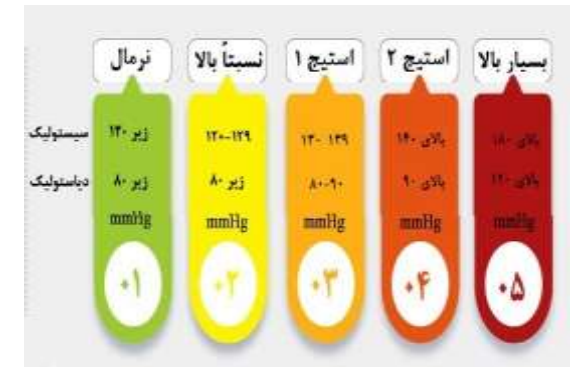 بسیار بالا استیج ۲ استیج ۱ نسبتاً بالا نرمال
بالای ۱۸۰ بالای ۱۴۰ ۱۳۰-۱۳۹ ۱۲۰-۱۲۹ زیر ۱۲۰ سیستولیک
بالای ۱۲۰ بالای ۹۰ ۸۰-۹۰ زیر ۸۰ زیر ۸۰ دیاستولیک
mmHg mmHg mmHg mmHg mmHg
۰۵ ۰۴ ۰۳ ۰۲ ۰۱